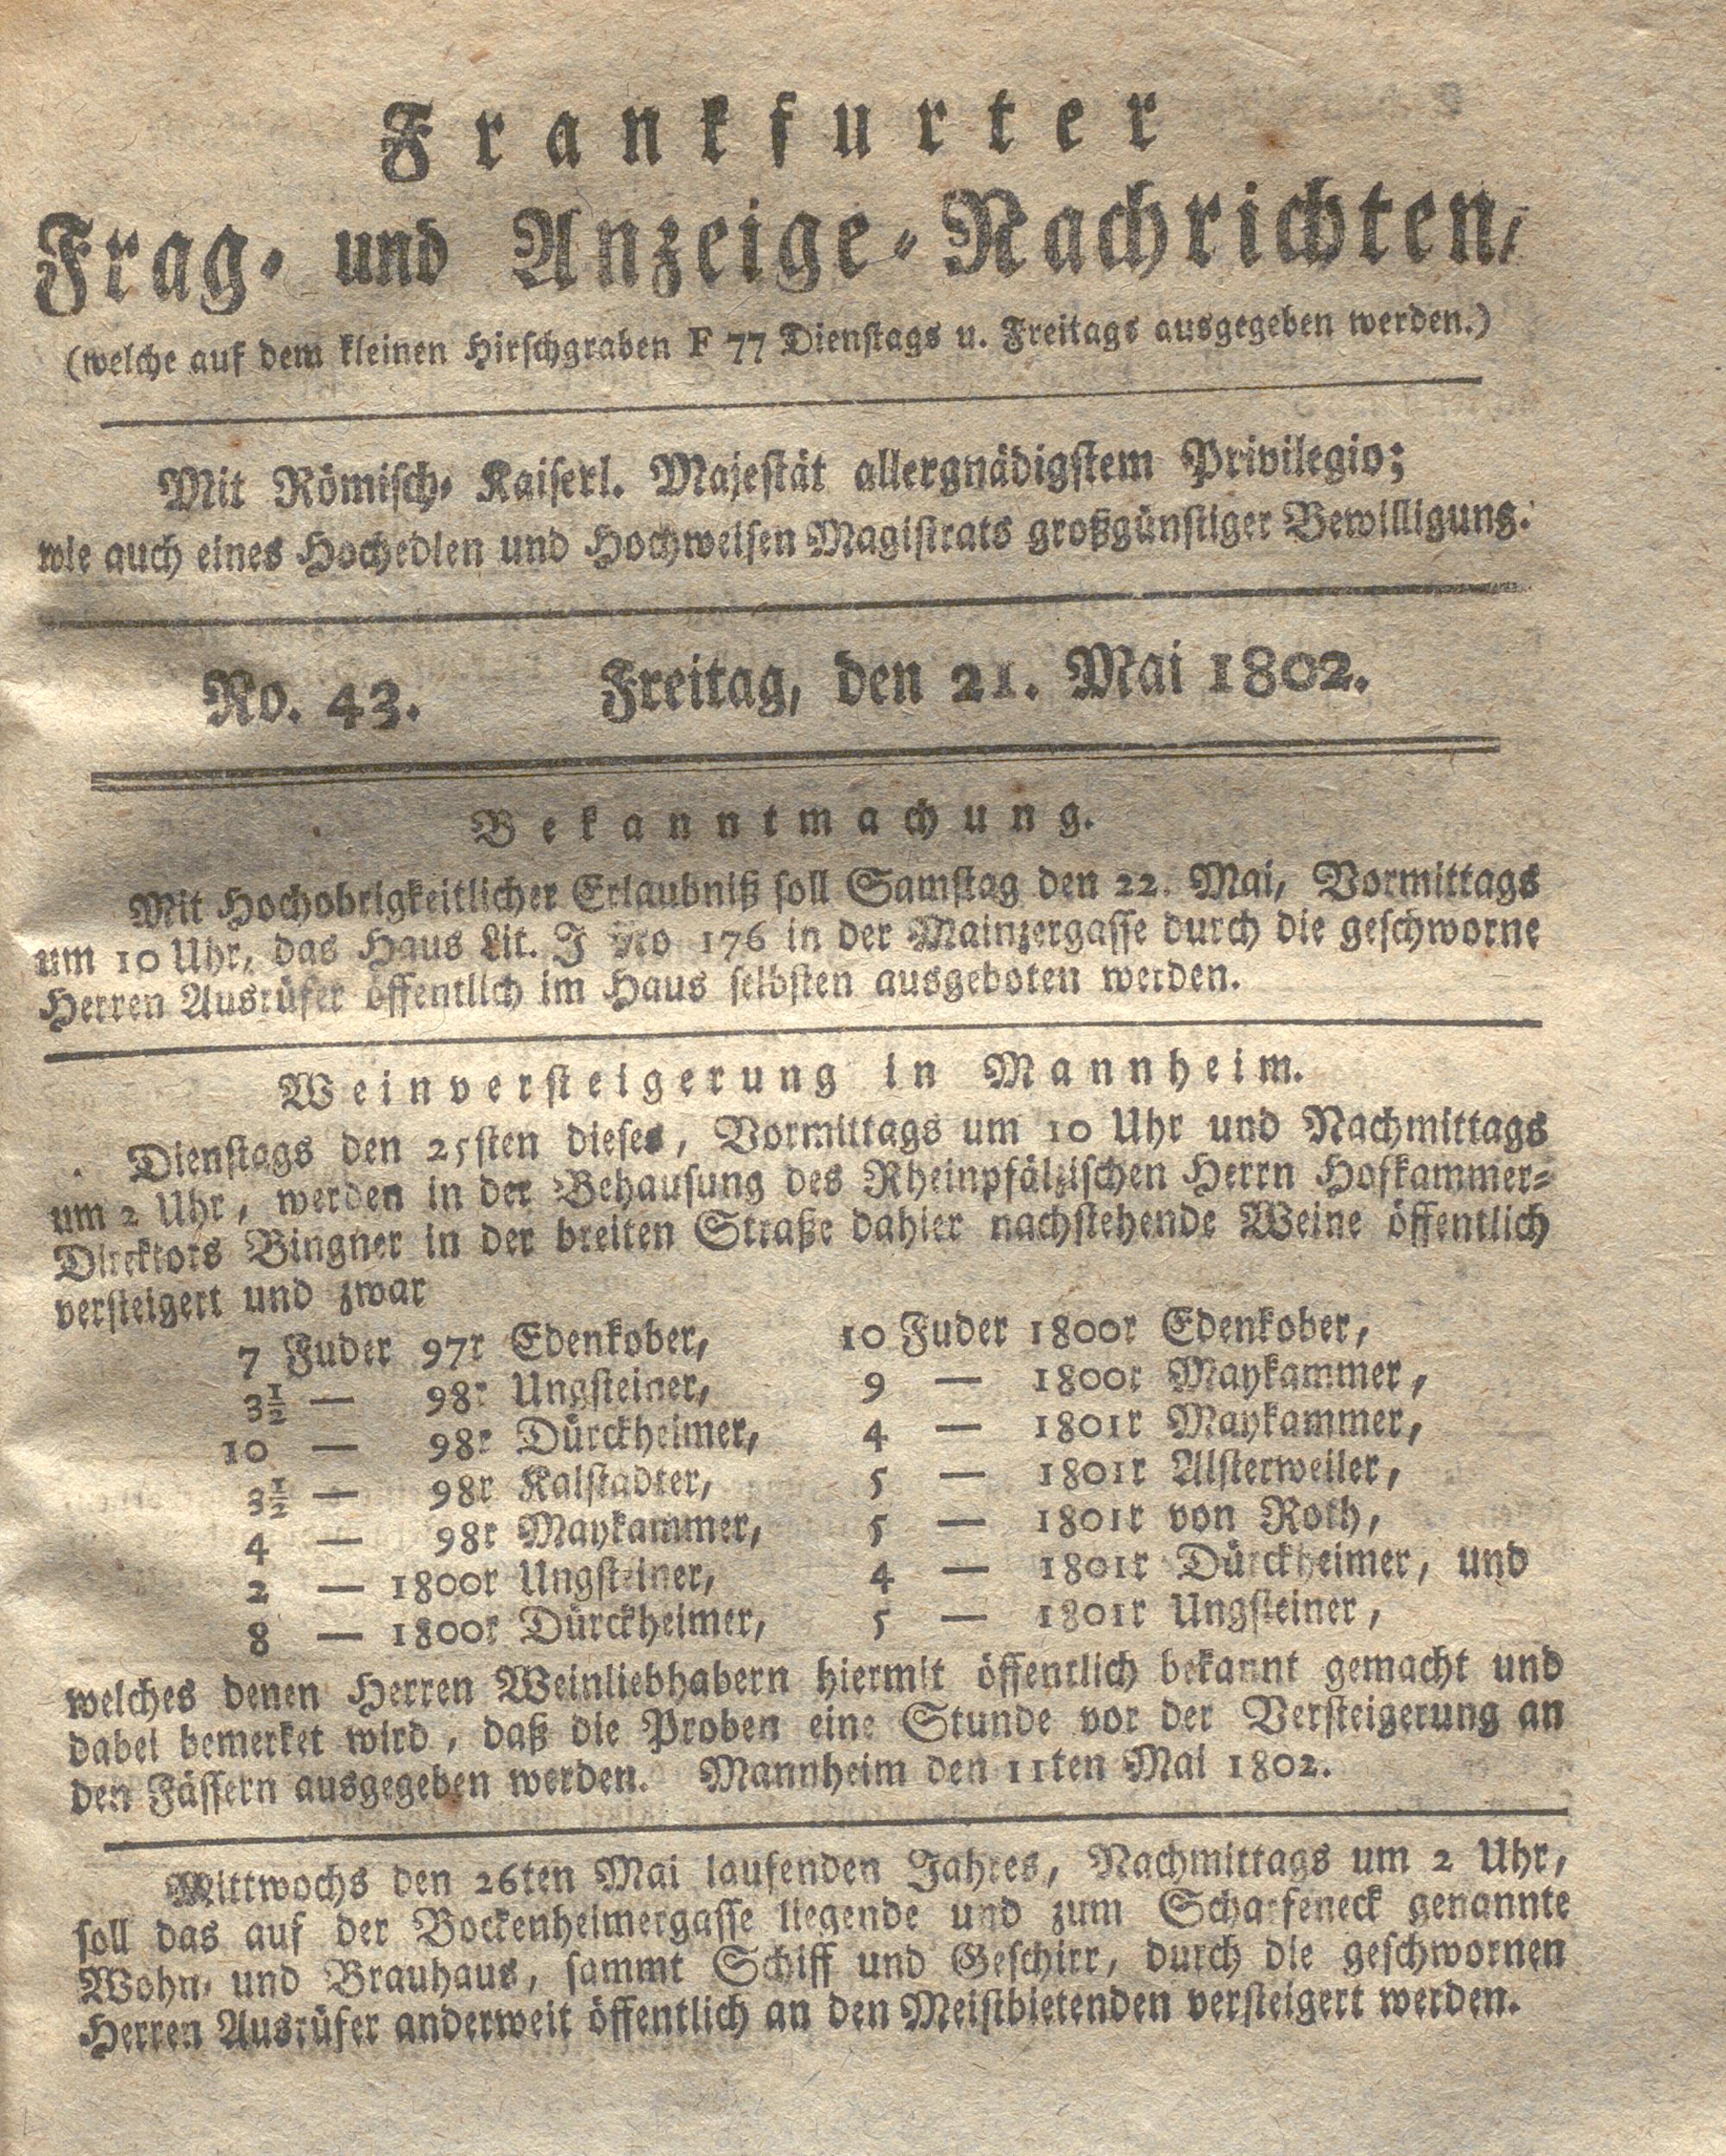 Frankfurter
Frag- und Anzeige-Nachrichten,
(welche auf dem kleinen Hirschgraben F 77 Dienstags u. Freitags ausgegeben werden.)
Mit Römisch- Kaiserl. Majestät allergnädigstem Privilegio;
wie auch eines Hochedlen und Hochweisen Magistrats großgünstiger Bewilligung.
No. 43. Freitag, den 21. Mai 1802.
Bekanntmachung.
Mit Hochobrigkeitlicher Erlaubniß soll Samstag den 22. Mai, Vormittags
um 10 Uhr, das Haus Lit. J No 176 in der Mainzergasse durch die geschworne
Herren Ausrüfer öffentlich im Haus selbsten ausgeboten werden.
Weinversteigerung in Mannheim.
Dienstags den 25sten dieses, Vormittags um 10 Uhr und Nachmittags
um 2 Uhr, werden in der Behausung des Rheinpfälzischen Herrn Hofkammer-
Direktors Bingner in der breiten Straße dahier nachstehende Weine öffentlich
versteigert und zwar
7 Fuder 97r Edenkober,
3½ — 98r Ungsteiner,
10 — 98r Dürckheimer,
3½ — 98r Kalstadter,
4 — 98r Maykammer,
2 — 1800r Ungsteiner,
8 — 1800r Dürckheimer,
10 Fuder 1800r Edenkober,
9 — 1800r Maykammer,
4 — 1801r Maykammer,
5 — 1801r Alsterweiler,
5 — 1801r von Roth,
4 — 1801r Dürckheimer, und
5 — 1801r Ungsteiner,
welches denen Herren Weinliebhabern hiermit öffentlich bekannt gemacht und
dabei bemerket wird, daß die Proben eine Stunde vor der Versteigerung an
den Fässern ausgegeben werden. Mannheim den 11ten Mai 1802.
Mittwochs den 26ten Mai laufenden Jahres, Nachmittags um 2 Uhr,
soll das auf der Bockenheimergasse liegende und zum Scharfeneck genannte
Wohn- und Brauhaus, sammt Schiff und Geschirr, durch die geschwornen
Herren Ausrüfer anderweit öffentlich an den Meistbietenden versteigert werden.